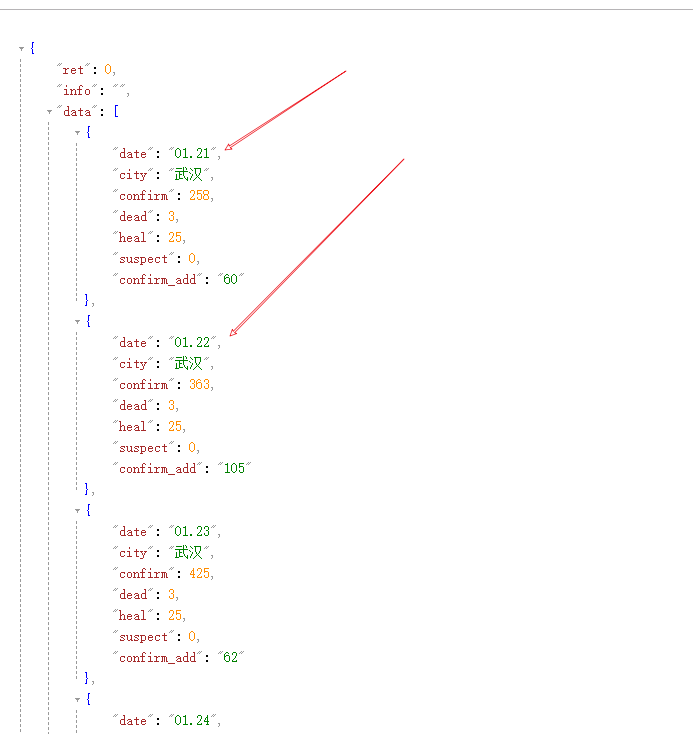 {
"ret": 0,
"info": "",
"data": [
{
"date": "01.21",
"city": "武汉",
"confirm": 258,
"dead": 3,
"heal": 25,
"suspect": 0,
"confirm_add": "60"
},
{
"date": "01.22",
"city": "武汉",
"confirm": 363,
"dead": 3,
"heal": 25,
"suspect": 0,
"confirm_add": "105"
},
{
"date": "01.23",
"city": "武汉",
"confirm": 425,
"dead": 3,
"heal": 25,
"suspect": 0,
"confirm_add": "62"
},
{
"date": "01.24",